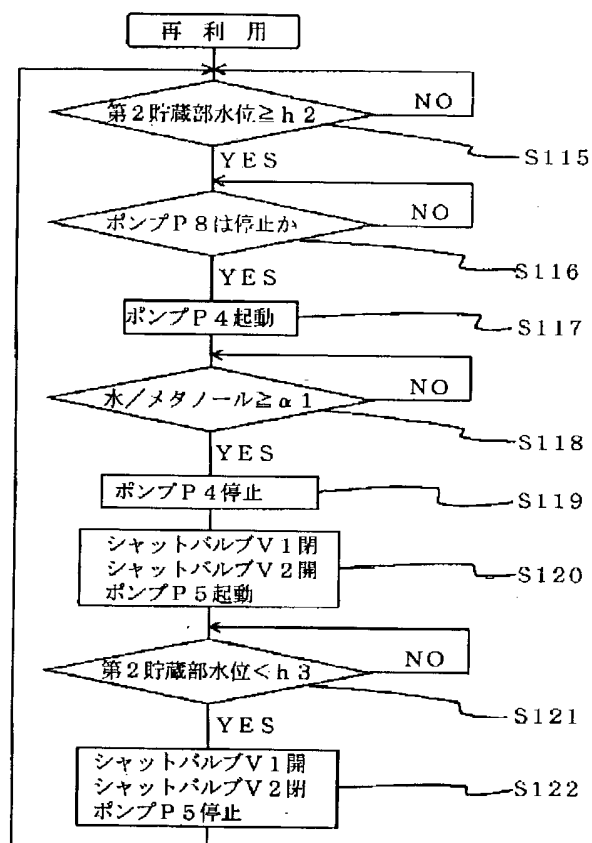 再利用
第2貯蔵部水位≧h2
NO
S115
YES
ポンプP8は停止か
NO
S116
YES
ポンプP4起動
S117
水/メタノール≧α1
NO
S118
YES
ポンプP4停止
S119
シャットバルブV1閉
シャットバルブV2開
ポンプP5起動
S120
第2貯蔵部水位<h3
NO
S121
YES
シャットバルブV1開
シャットバルブV2閉
ポンプP5停止
S122